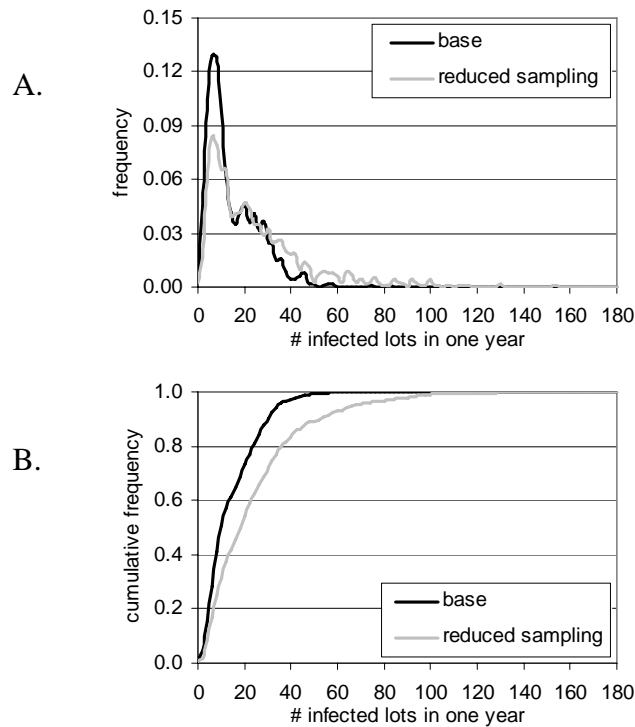 A.
frequency
0.15
0.12
0.09
0.06
0.03
0.00
base
reduced sampling
0 20 40 60 80 100 120 140 160 180
# infected lots in one year
B.
cumulative frequency
1.0
0.8
0.6
0.4
0.2
0.0
base
reduced sampling
0 20 40 60 80 100 120 140 160 180
# infected lots in one year